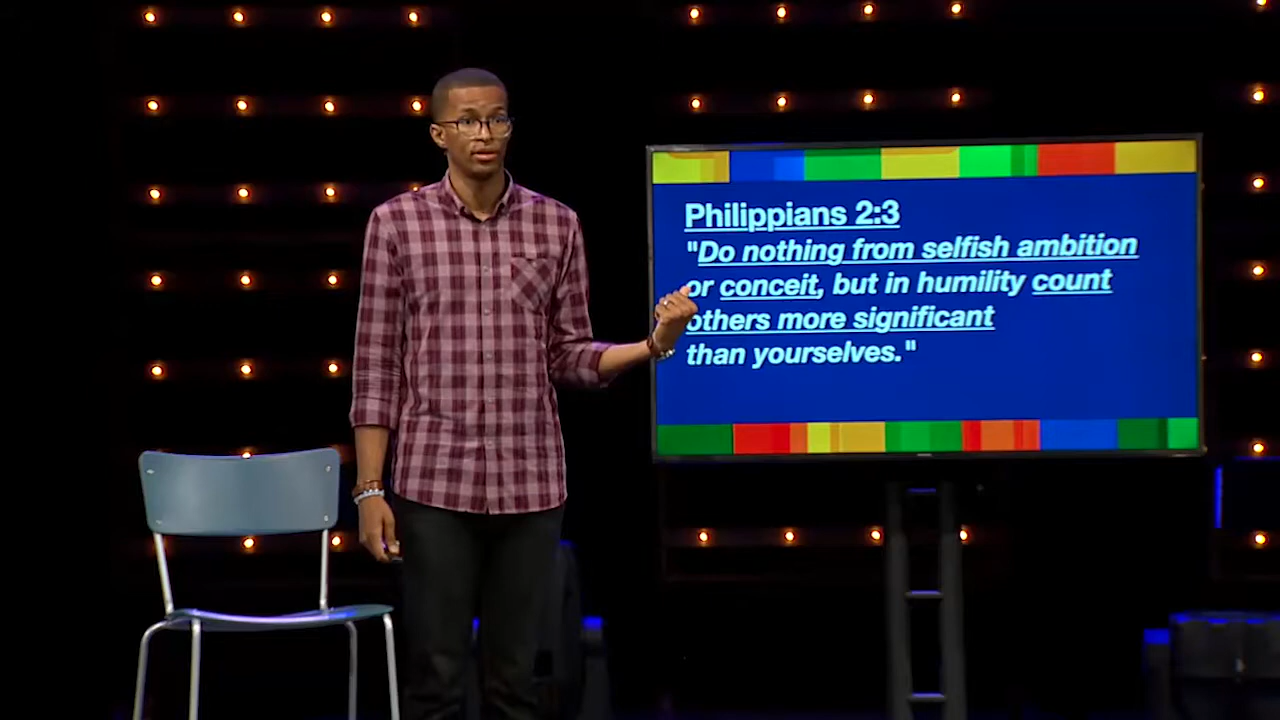 Philippians 2:3
"Do nothing from selfish ambition
or conceit, but in humility count
others more significant
than yourselves."